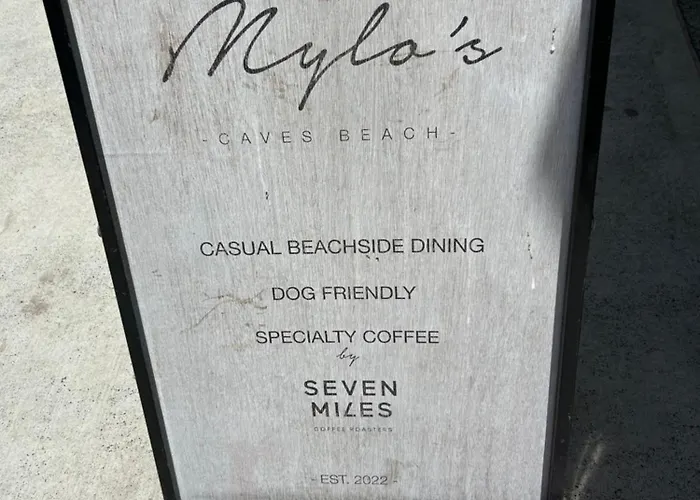 Mylo's
- CAVES BEACH -
CASUAL BEACHSIDE DINING
DOG FRIENDLY
SPECIALTY COFFEE
by
SEVEN
MILES
COFFEE ROASTERS
- EST. 2022 -